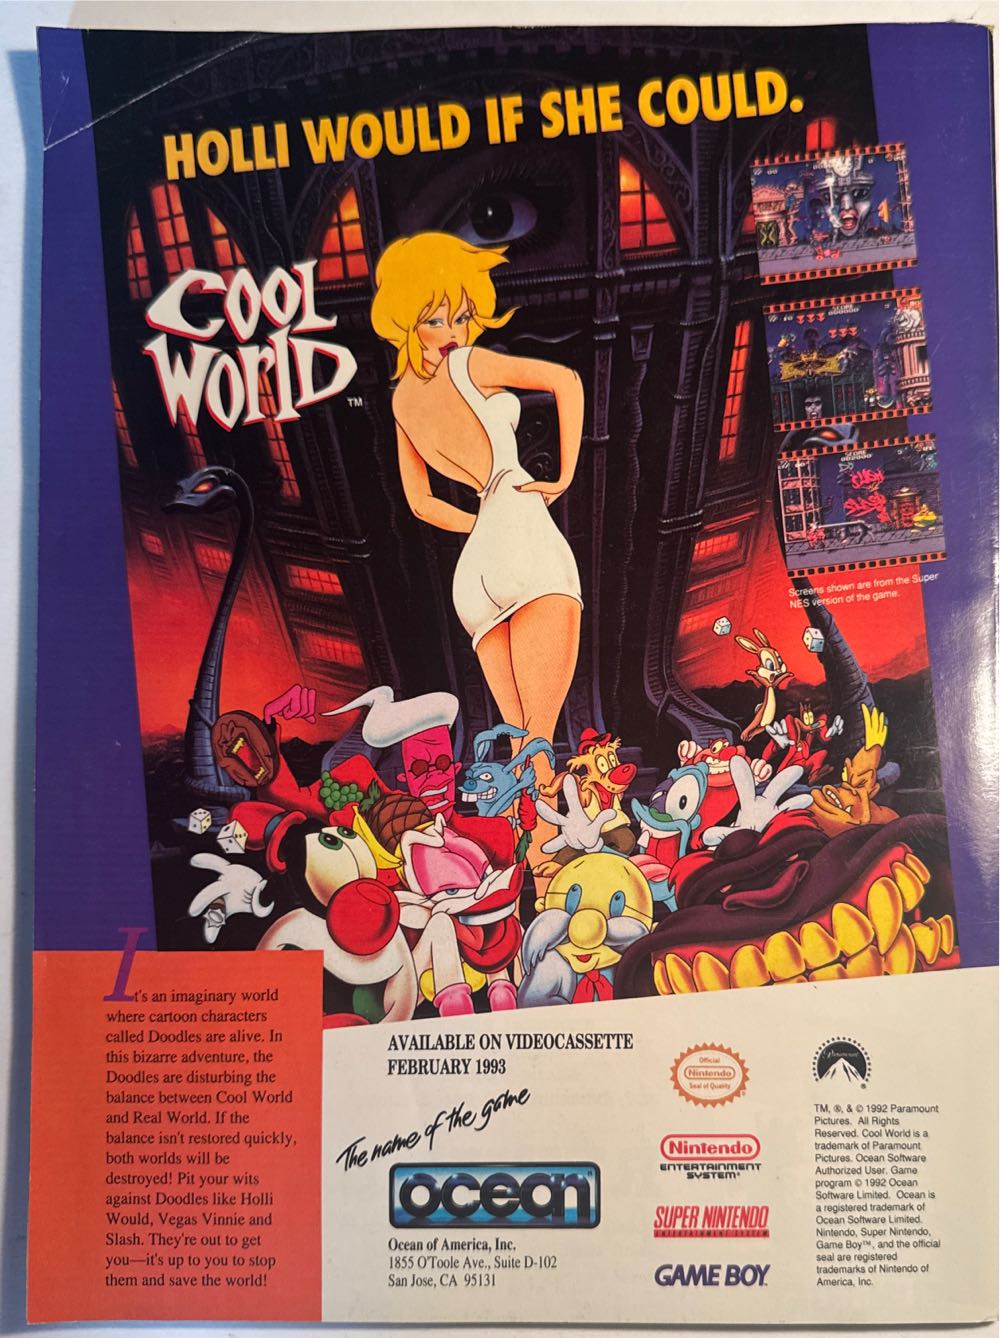 HOLLI WOULD IF SHE COULD.
COOL
WORLD
TM
SCORE
SCORE
Screens shown are from the Super
NES version of the game.
It's an imaginary world
where cartoon characters
called Doodles are alive. In
this bizarre adventure, the
Doodles are disturbing the
balance between Cool World
and Real World. If the
balance isn't restored quickly,
both worlds will be
destroyed! Pit your wits
against Doodles like Holli
Would, Vegas Vinnie and
Slash. They're out to get
you—it's up to you to stop
them and save the world!
AVAILABLE ON VIDEOCASSETTE
FEBRUARY 1993
The name of the game
ocean
Ocean of America, Inc.
1855 O'Toole Ave., Suite D-102
San Jose, CA 95131
Official
Nintendo
Seal of Quality
Nintendo
ENTERTAINMENT
SYSTEM
SUPER NINTENDO
ENTERTAINMENT SYSTEM
GAME BOY
Paramount
TM, ®, & © 1992 Paramount
Pictures. All Rights
Reserved. Cool World is a
trademark of Paramount
Pictures. Ocean Software
Authorized User. Game
program © 1992 Ocean
Software Limited. Ocean is
a registered trademark of
Ocean Software Limited.
Nintendo, Super Nintendo,
Game Boy™, and the official
seal are registered
trademarks of Nintendo of
America, Inc.